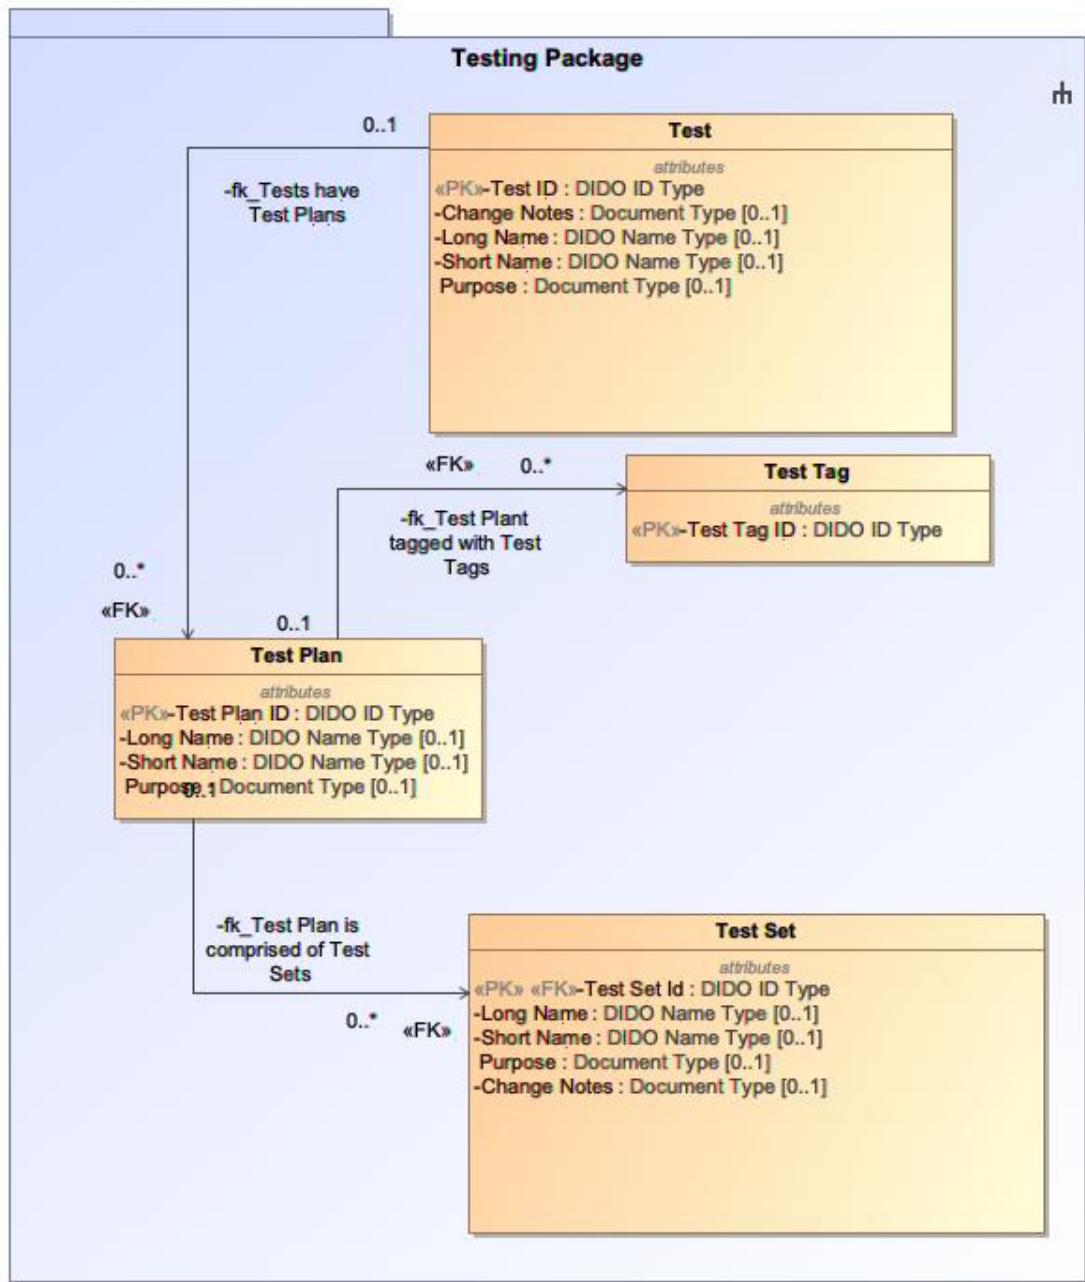 Testing Package
0..1
Test
attributes
«PK»-Test ID : DIDO ID Type
-Change Notes : Document Type [0..1]
-Long Name : DIDO Name Type [0..1]
-Short Name : DIDO Name Type [0..1]
Purpose : Document Type [0..1]
-fk_Tests have
Test Plans
«FK»
0..*
Test Tag
attributes
«PK»-Test Tag ID : DIDO ID Type
-fk_Test Plant
tagged with Test
Tags
0..*
«FK»
0..1
Test Plan
attributes
«PK»-Test Plan ID : DIDO ID Type
-Long Name : DIDO Name Type [0..1]
-Short Name : DIDO Name Type [0..1]
Purpose : Document Type [0..1]
0..1
-fk_Test Plan is
comprised of Test
Sets
0..*
«FK»
Test Set
attributes
«PK» «FK»-Test Set Id : DIDO ID Type
-Long Name : DIDO Name Type [0..1]
-Short Name : DIDO Name Type [0..1]
Purpose : Document Type [0..1]
-Change Notes : Document Type [0..1]